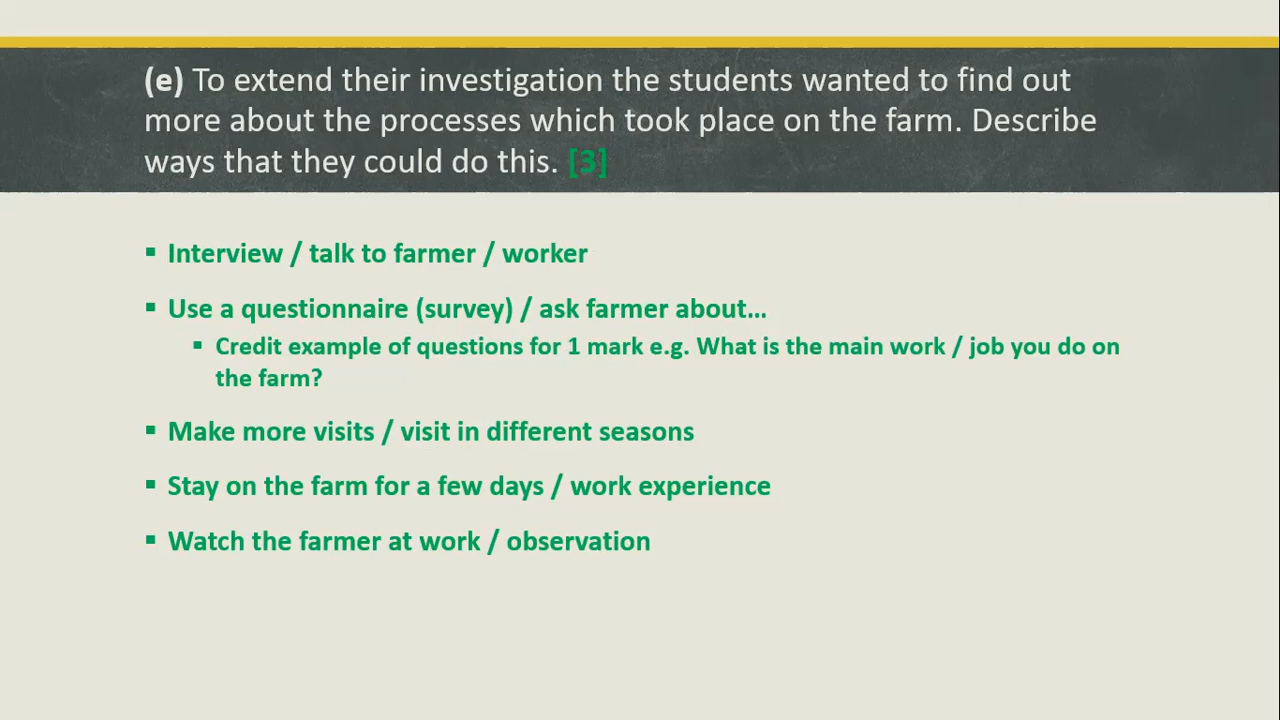 (e) To extend their investigation the students wanted to find out
more about the processes which took place on the farm. Describe
ways that they could do this. [3]
▪ Interview / talk to farmer / worker
▪ Use a questionnaire (survey) / ask farmer about…
▪ Credit example of questions for 1 mark e.g. What is the main work / job you do on
the farm?
▪ Make more visits / visit in different seasons
▪ Stay on the farm for a few days / work experience
▪ Watch the farmer at work / observation